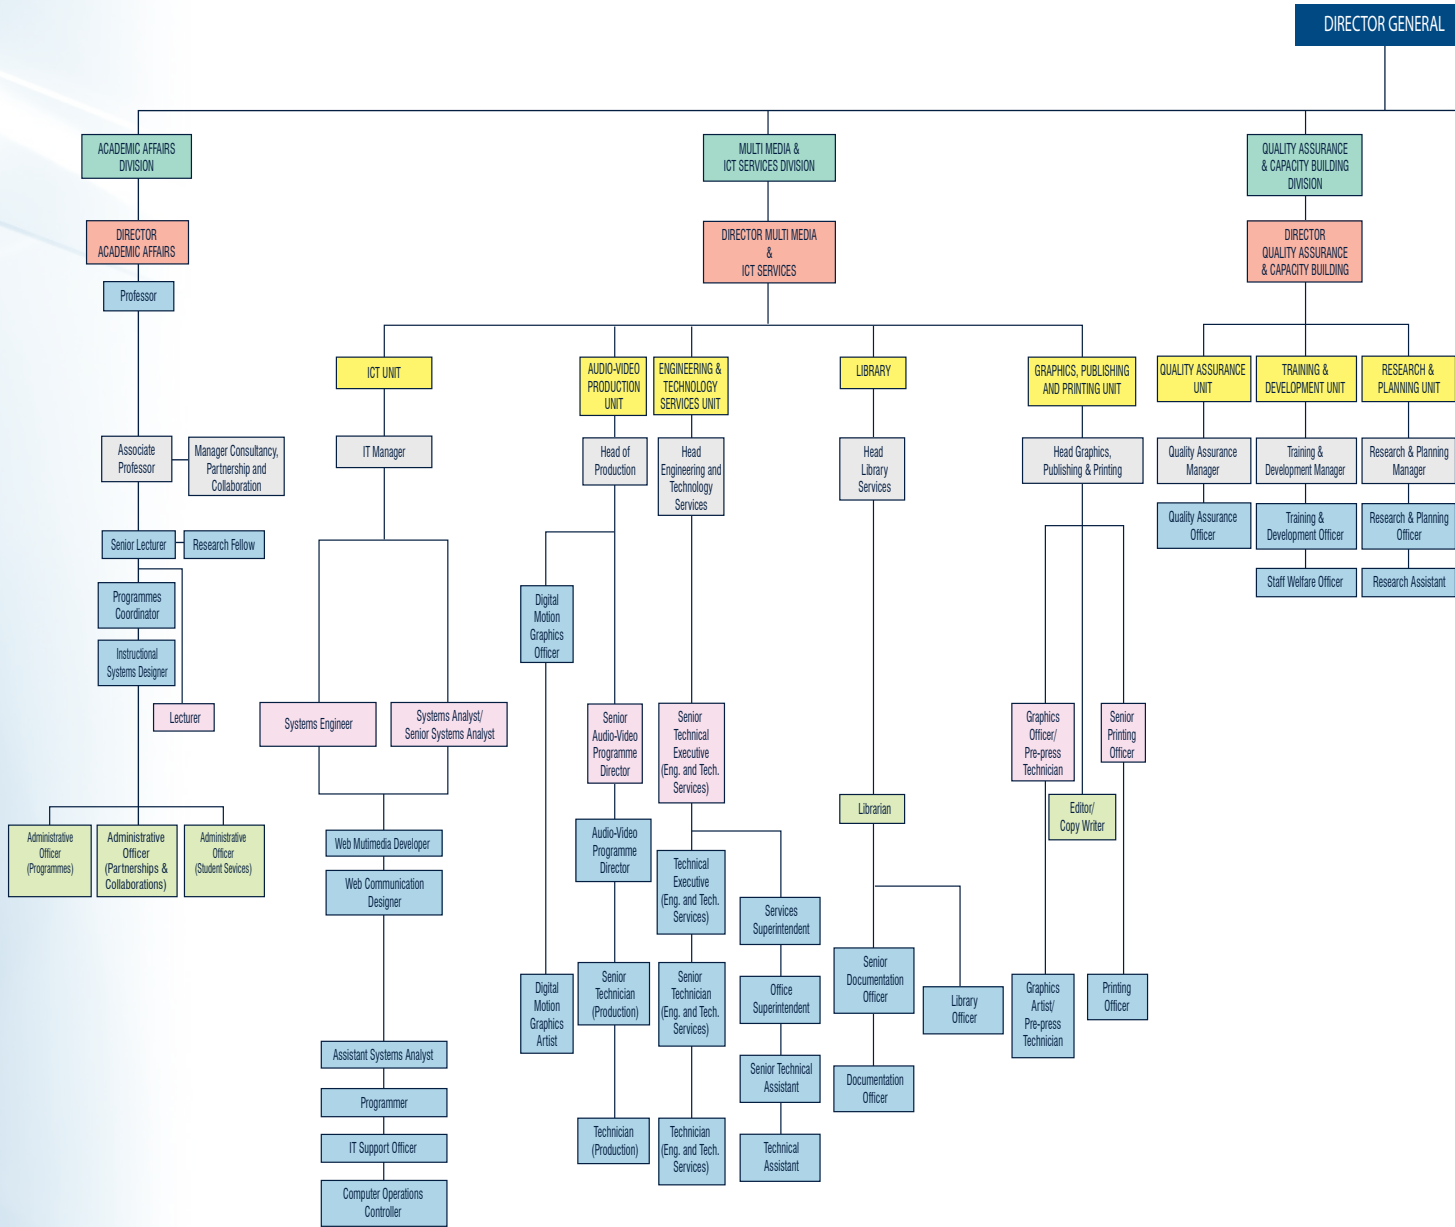 DIRECTOR GENERAL
ACADEMIC AFFAIRS
DIVISION
DIRECTOR
ACADEMIC AFFAIRS
Professor
Associate
Professor
Manager Consultancy,
Partnership and
Collaboration
Senior Lecturer
Research Fellow
Programmes
Coordinator
Instructional
Systems Designer
Lecturer
Administrative
Officer
(Programmes)
Administrative
Officer
(Partnerships &
Collaborations)
Administrative
Officer
(Student Sevices)
MULTI MEDIA &
ICT SERVICES DIVISION
DIRECTOR MULTI MEDIA
&
ICT SERVICES
ICT UNIT
IT Manager
Systems Engineer
Systems Analyst/
Senior Systems Analyst
Web Mutimedia Developer
Web Communication
Designer
Assistant Systems Analyst
Programmer
IT Support Officer
Computer Operations
Controller
AUDIO-VIDEO
PRODUCTION
UNIT
Head of
Production
Digital
Motion
Graphics
Officer
Digital
Motion
Graphics
Artist
Senior
Audio-Video
Programme
Director
Audio-Video
Programme
Director
Senior
Technician
(Production)
Technician
(Production)
ENGINEERING &
TECHNOLOGY
SERVICES UNIT
Head
Engineering and
Technology
Services
Senior
Technical
Executive
(Eng. and Tech.
Services)
Technical
Executive
(Eng. and Tech.
Services)
Senior
Technician
(Eng. and Tech.
Services)
Technician
(Eng. and Tech.
Services)
Services
Superintendent
Office
Superintendent
Senior Technical
Assistant
Technical
Assistant
LIBRARY
Head
Library
Services
Librarian
Senior
Documentation
Officer
Documentation
Officer
Library
Officer
GRAPHICS, PUBLISHING
AND PRINTING UNIT
Head Graphics,
Publishing & Printing
Graphics
Officer/
Pre-press
Technician
Graphics
Artist/
Pre-press
Technician
Editor/
Copy Writer
Senior
Printing
Officer
Printing
Officer
QUALITY ASSURANCE
& CAPACITY BUILDING
DIVISION
DIRECTOR
QUALITY ASSURANCE
& CAPACITY BUILDING
QUALITY ASSURANCE
UNIT
Quality Assurance
Manager
Quality Assurance
Officer
TRAINING &
DEVELOPMENT UNIT
Training &
Development Manager
Training &
Development Officer
Staff Welfare Officer
RESEARCH &
PLANNING UNIT
Research & Planning
Manager
Research & Planning
Officer
Research Assistant